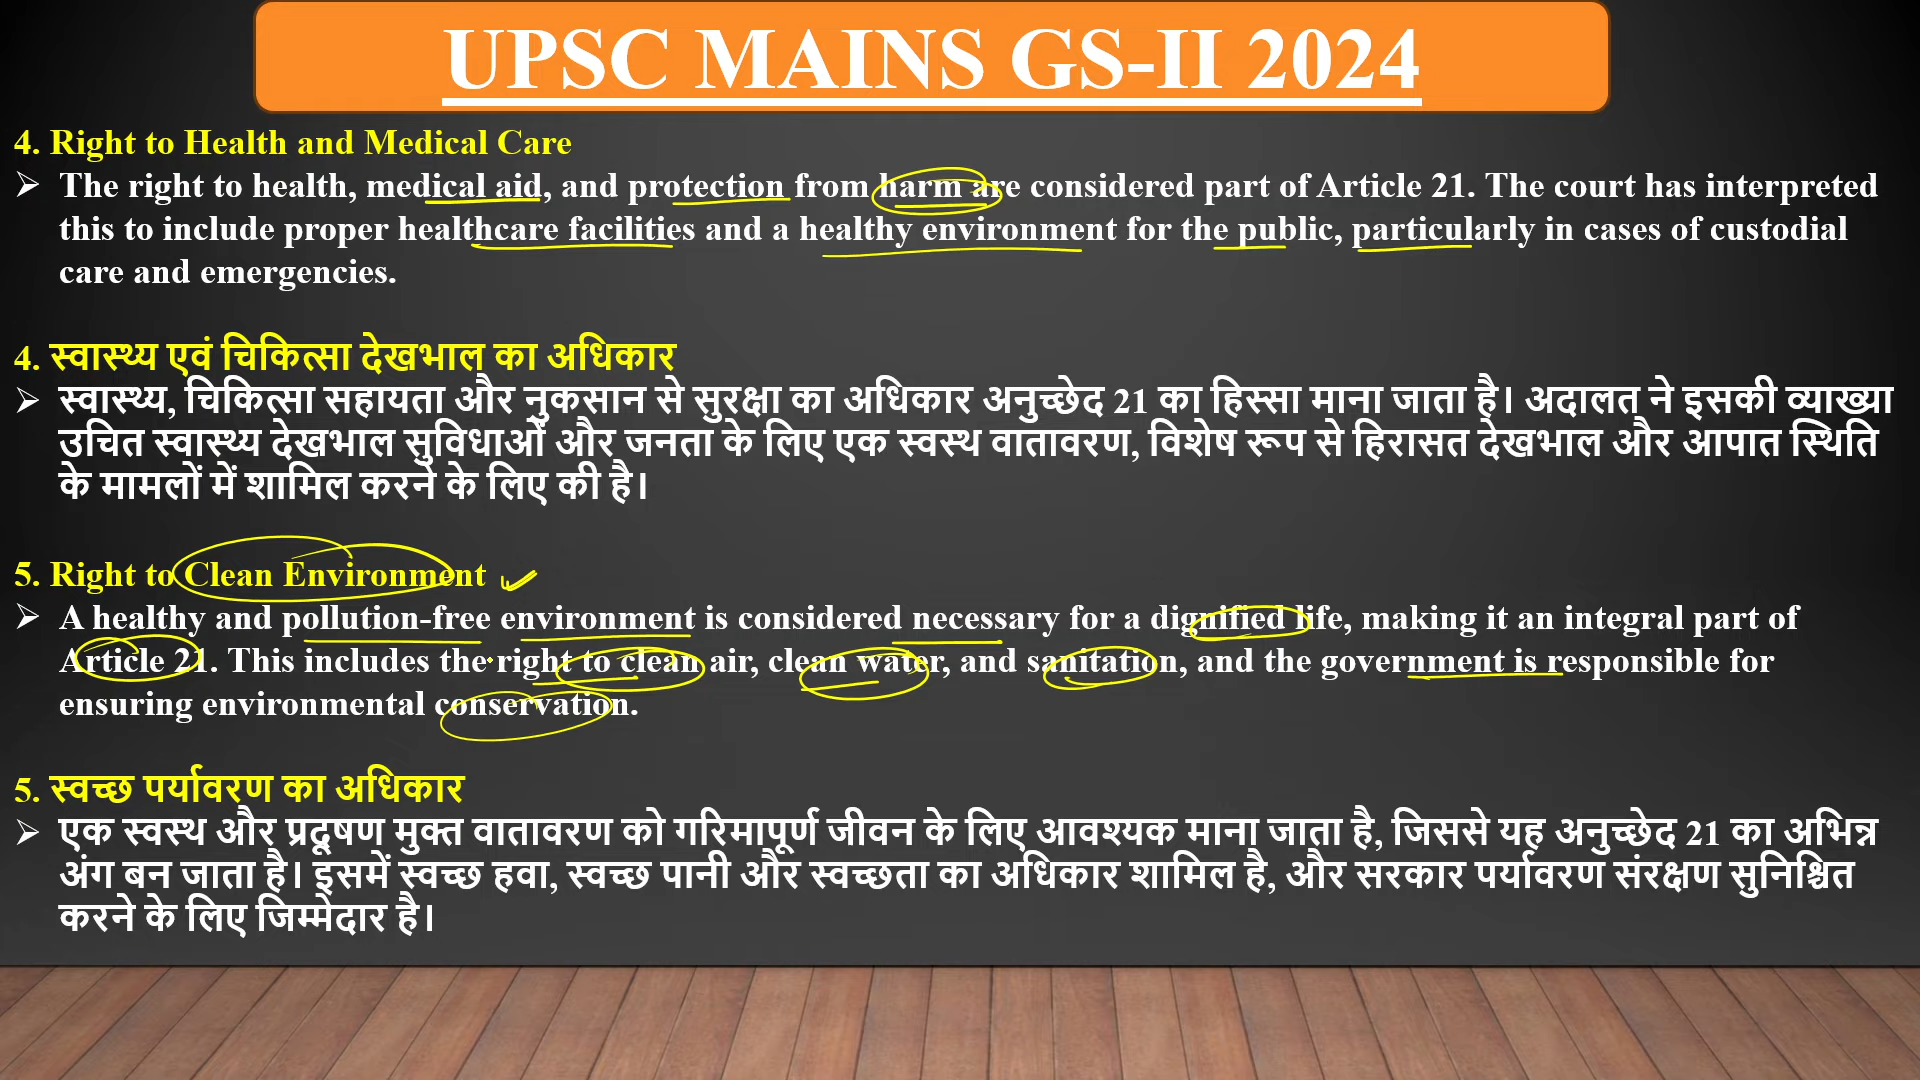 UPSC MAINS GS-II 2024
4. Right to Health and Medical Care
➢ The right to health, medical aid, and protection from harm are considered part of Article 21. The court has interpreted
this to include proper healthcare facilities and a healthy environment for the public, particularly in cases of custodial
care and emergencies.
4. स्वास्थ्य एवं चिकित्सा देखभाल का अधिकार
➢ स्वास्थ्य, चिकित्सा सहायता और नुकसान से सुरक्षा का अधिकार अनुच्छेद 21 का हिस्सा माना जाता है। अदालत ने इसकी व्याख्या
उचित स्वास्थ्य देखभाल सुविधाओं और जनता के लिए एक स्वस्थ वातावरण, विशेष रूप से हिरासत देखभाल और आपात स्थिति
के मामलों में शामिल करने के लिए की है।
5. Right to Clean Environment
➢ A healthy and pollution-free environment is considered necessary for a dignified life, making it an integral part of
Article 21. This includes the right to clean air, clean water, and sanitation, and the government is responsible for
ensuring environmental conservation.
5. स्वच्छ पर्यावरण का अधिकार
➢ एक स्वस्थ और प्रदूषण मुक्त वातावरण को गरिमापूर्ण जीवन के लिए आवश्यक माना जाता है, जिससे यह अनुच्छेद 21 का अभिन्न
अंग बन जाता है। इसमें स्वच्छ हवा, स्वच्छ पानी और स्वच्छता का अधिकार शामिल है, और सरकार पर्यावरण संरक्षण सुनिश्चित
करने के लिए जिम्मेदार है।